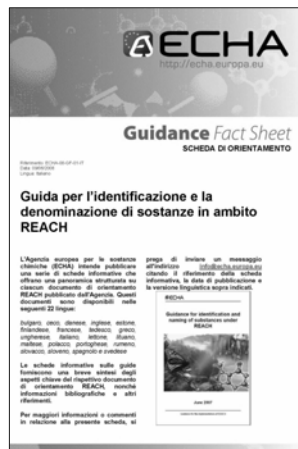 ECHA
http://echa.europa.eu
Guidance Fact Sheet
SCHEDA DI ORIENTAMENTO
Lingua: Italiano
Guida per l'identificazione e la
denominazione di sostanze in ambito
REACH
L'Agenzia europea per le sostanze
chimiche (ECHA) intende pubblicare
una serie di schede informative che
offrano una panoramica strutturata su
ciascun documento di orientamento
REACH pubblicato dall'Agenzia. Questi
documenti sono disponibili nelle
seguenti 22 lingue:
bulgaro, ceco, danese, inglese, estone,
finlandese, francese, tedesco, greco,
ungherese, italiano, lettone, lituano,
maltese, polacco, portoghese, rumeno,
slovacco, sloveno, spagnolo e svedese
Le schede informative sulle guide
forniscono una breve sintesi degli
aspetti chiave del rispettivo documento
di orientamento REACH, nonché
informazioni bibliografiche e altri
riferimenti.
Per maggiori informazioni o commenti
in relazione alla presente scheda, si
prega di inviare un messaggio
all'indirizzo info@echa.europa.eu
citando il riferimento della scheda
informativa, la data di pubblicazione e
la versione linguistica sopra indicati.
ECHA
Guidance for identification and
naming of substances under
REACH
June 2007